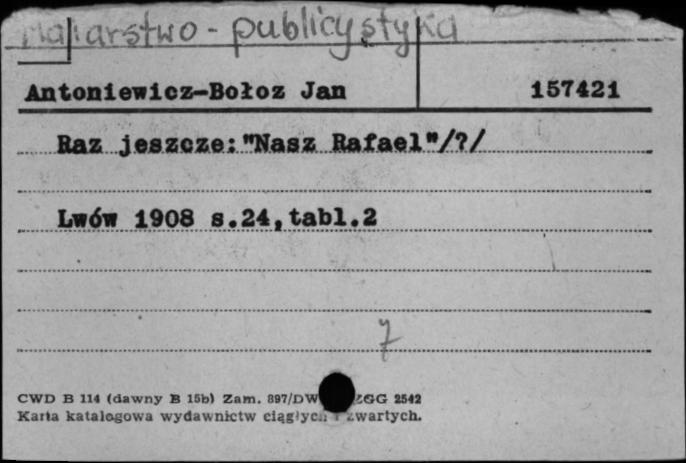 malarstwo - publicystyka
Antoniewicz-Bołoz Jan 157421
Raz jeszcze:"Nasz Rafael"/?/
Lwów 1908 s.24,tabl.2
7
CWD B 114 (dawny B 15b) Zam. 897/DW ZGG 2542
Karta katalogowa wydawnictw ciągłych i zwartych.